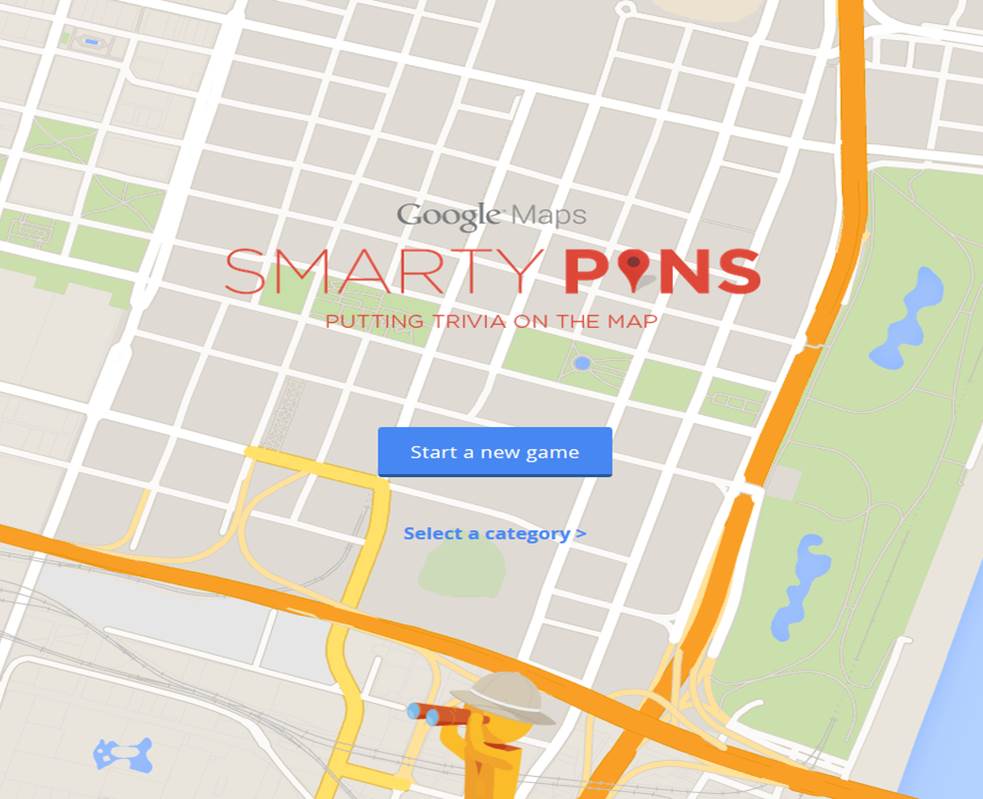 Google Maps
SMARTY PINS
PUTTING TRIVIA ON THE MAP
Start a new game
Select a category >